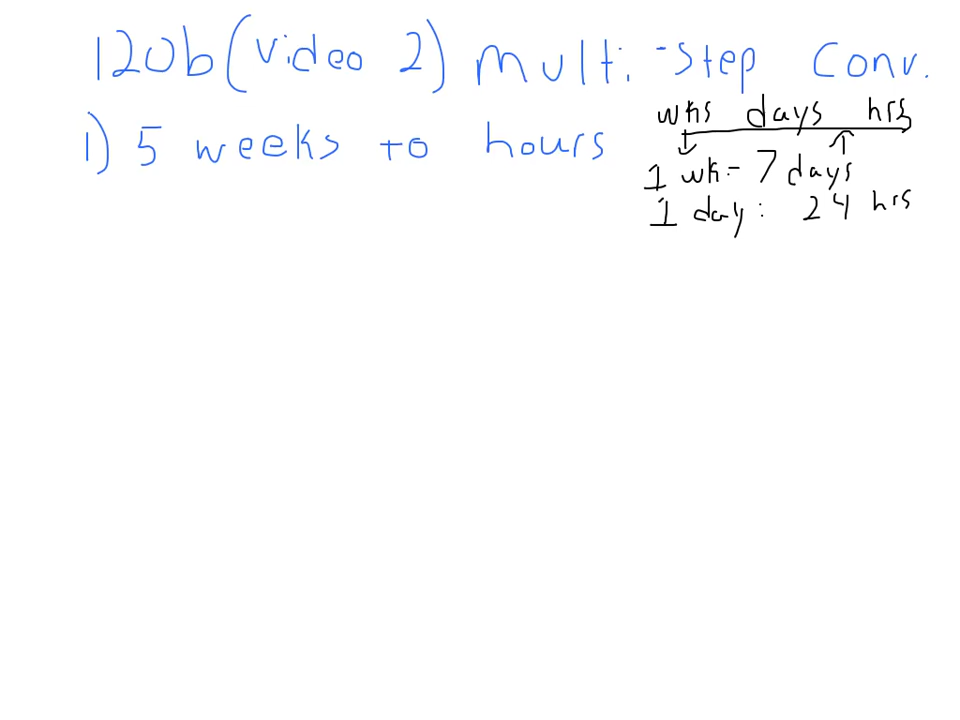 120b (Video 2) Multi-Step Conv.
1) 5 weeks to hours
wks days hrs
1 wk = 7 days
1 day : 24 hrs